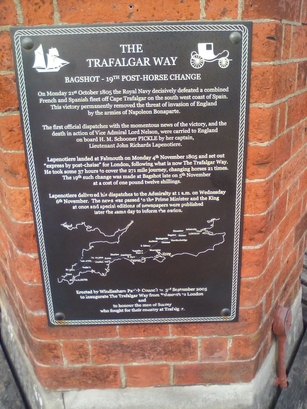 THE
TRAFALGAR WAY
BAGSHOT - 19TH POST-HORSE CHANGE
On Monday 21st October 1805 the Royal Navy decisively defeated a combined
French and Spanish fleet off Cape Trafalgar on the south west coast of Spain.
This victory permanently removed the threat of invasion of England
by the armies of Napoleon Bonaparte.
The first official dispatch with the momentous news of the victory, and the
death in action of Vice Admiral Lord Nelson, were carried to England
on board H. M. Schooner PICKLE by her captain,
Lieutenant John Richards Lapenotiere.
Lapenotiere landed at Falmouth on Monday 4th November 1805 and set out
"express by post-chaise" for London, following what is now The Trafalgar Way.
He took some 37 hours to cover the 271 mile journey, changing horses 21 times.
The 19th such change was made at Bagshot late on 5th November
at a cost of one pound twelve shillings.
Lapenotiere delivered his dispatches to the Admiralty at 1 a.m. on Wednesday
6th November. The news was passed to the Prime Minister and the King
at once and special editions of newspapers were published
later the same day to inform the nation.
Erected by Windlesham Council September 2005
to inaugurate The Trafalgar Way from to London
and
to honour the men of Surrey
who fought for their country at